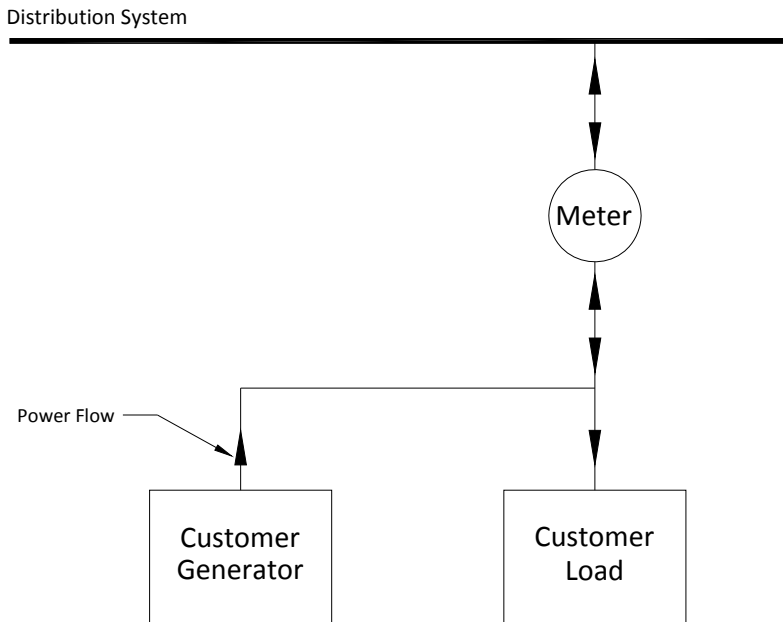 Distribution System
Meter
Power Flow
Customer
Generator
Customer
Load